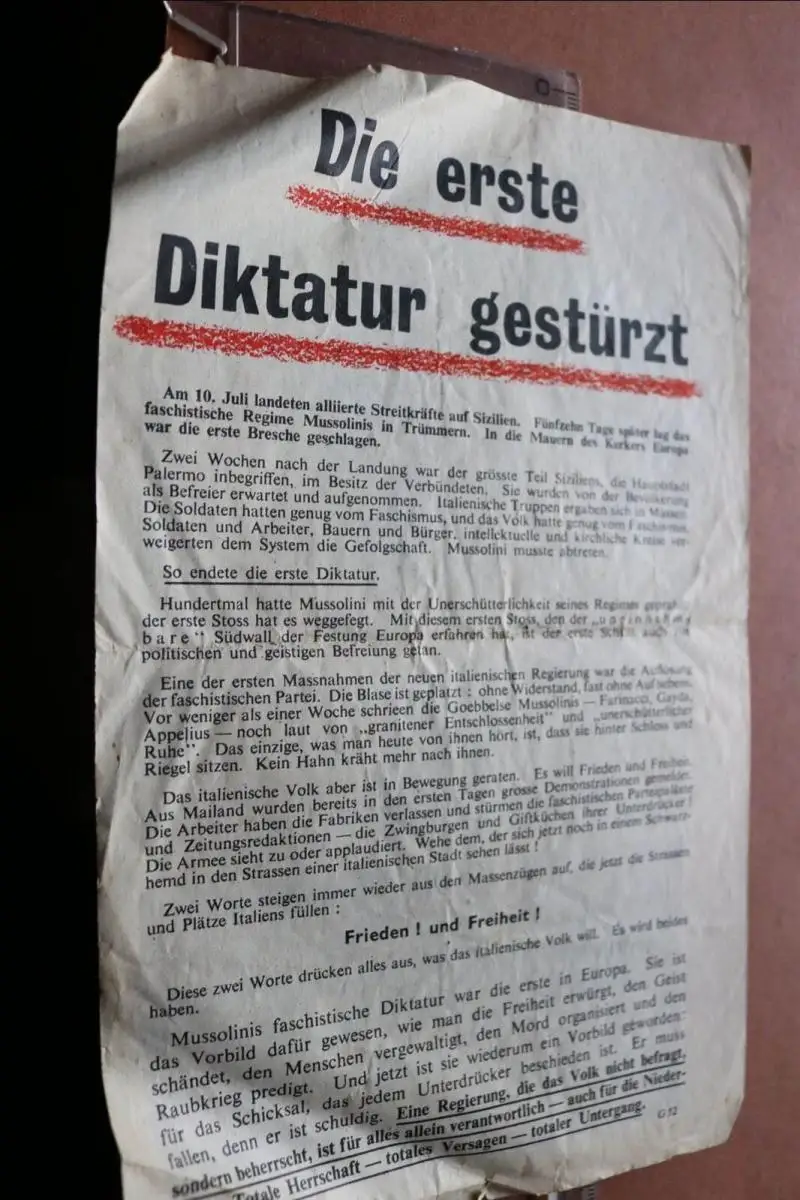 Die erste
Diktatur gestürzt
Am 10. Juli landeten alliierte Streitkräfte auf Sizilien. Fünfzehn Tage später lag das
faschistische Regime Mussolinis in Trümmern. In die Mauern des Kerkers Europa
war die erste Bresche geschlagen.
Zwei Wochen nach der Landung war der grösste Teil Siziliens, die Hauptstadt
Palermo inbegriffen, im Besitz der Verbündeten. Sie wurden von der Bevölkerung
als Befreier erwartet und aufgenommen. Italienische Truppen ergaben sich in Massen.
Die Soldaten hatten genug vom Faschismus, und das Volk hatte genug vom Faschismus.
Soldaten und Arbeiter, Bauern und Bürger, intellektuelle und kirchliche Kreise ver-
weigerten dem System die Gefolgschaft. Mussolini musste abtreten.
So endete die erste Diktatur.
Hundertmal hatte Mussolini mit der Unerschütterlichkeit seines Regimes
der erste Stoss hat es weggefegt. Mit diesem ersten Stoss, den der
bare" Südwall der Festung Europa erfahren hat, ist der erste auch
politischen und geistigen Befreiung getan.
Eine der ersten Massnahmen der neuen italienischen Regierung war die Auflösung
der faschistischen Partei. Die Blase ist geplatzt : ohne Widerstand, fast ohne Aufsehen.
Vor weniger als einer Woche schrieen die Goebbelse Mussolinis — Farinacci, Gayda,
Appelius — noch laut von „granitener Entschlossenheit" und „unerschütterlicher
Ruhe". Das einzige, was man heute von ihnen hört, ist, dass sie hinter Schloss und
Riegel sitzen. Kein Hahn kräht mehr nach ihnen.
Das italienische Volk aber ist in Bewegung geraten. Es will Frieden und Freiheit.
Aus Mailand wurden bereits in den ersten Tagen grosse Demonstrationen gemeldet.
Die Arbeiter haben die Fabriken verlassen und stürmen die faschistischen Parteipaläste
und Zeitungsredaktionen — die Zwingburgen und Giftküchen ihrer Unterdrücker !
Die Armee sieht zu oder applaudiert. Wehe dem, der sich jetzt noch in einem Schwarz-
hemd in den Strassen einer italienischen Stadt sehen lässt !
Zwei Worte steigen immer wieder aus den Massenzügen auf, die jetzt die Strassen
und Plätze Italiens füllen :
Frieden ! und Freiheit !
Diese zwei Worte drücken alles aus, was das italienische Volk will. Es wird beides
haben.
Mussolinis faschistische Diktatur war die erste in Europa. Sie ist
das Vorbild dafür gewesen, wie man die Freiheit erwürgt, den Geist
schändet, den Menschen vergewaltigt, den Mord organisiert und den
Raubkrieg predigt. Und jetzt ist sie wiederum ein Vorbild geworden:
für das Schicksal, das jedem Unterdrücker beschieden ist. Er muss
fallen, denn er ist schuldig. Eine Regierung, die das Volk nicht befragt,
sondern beherrscht, ist für alles allein verantwortlich — auch für die Nieder-
Totale Herrschaft — totales Versagen — totaler Untergang.
G 12